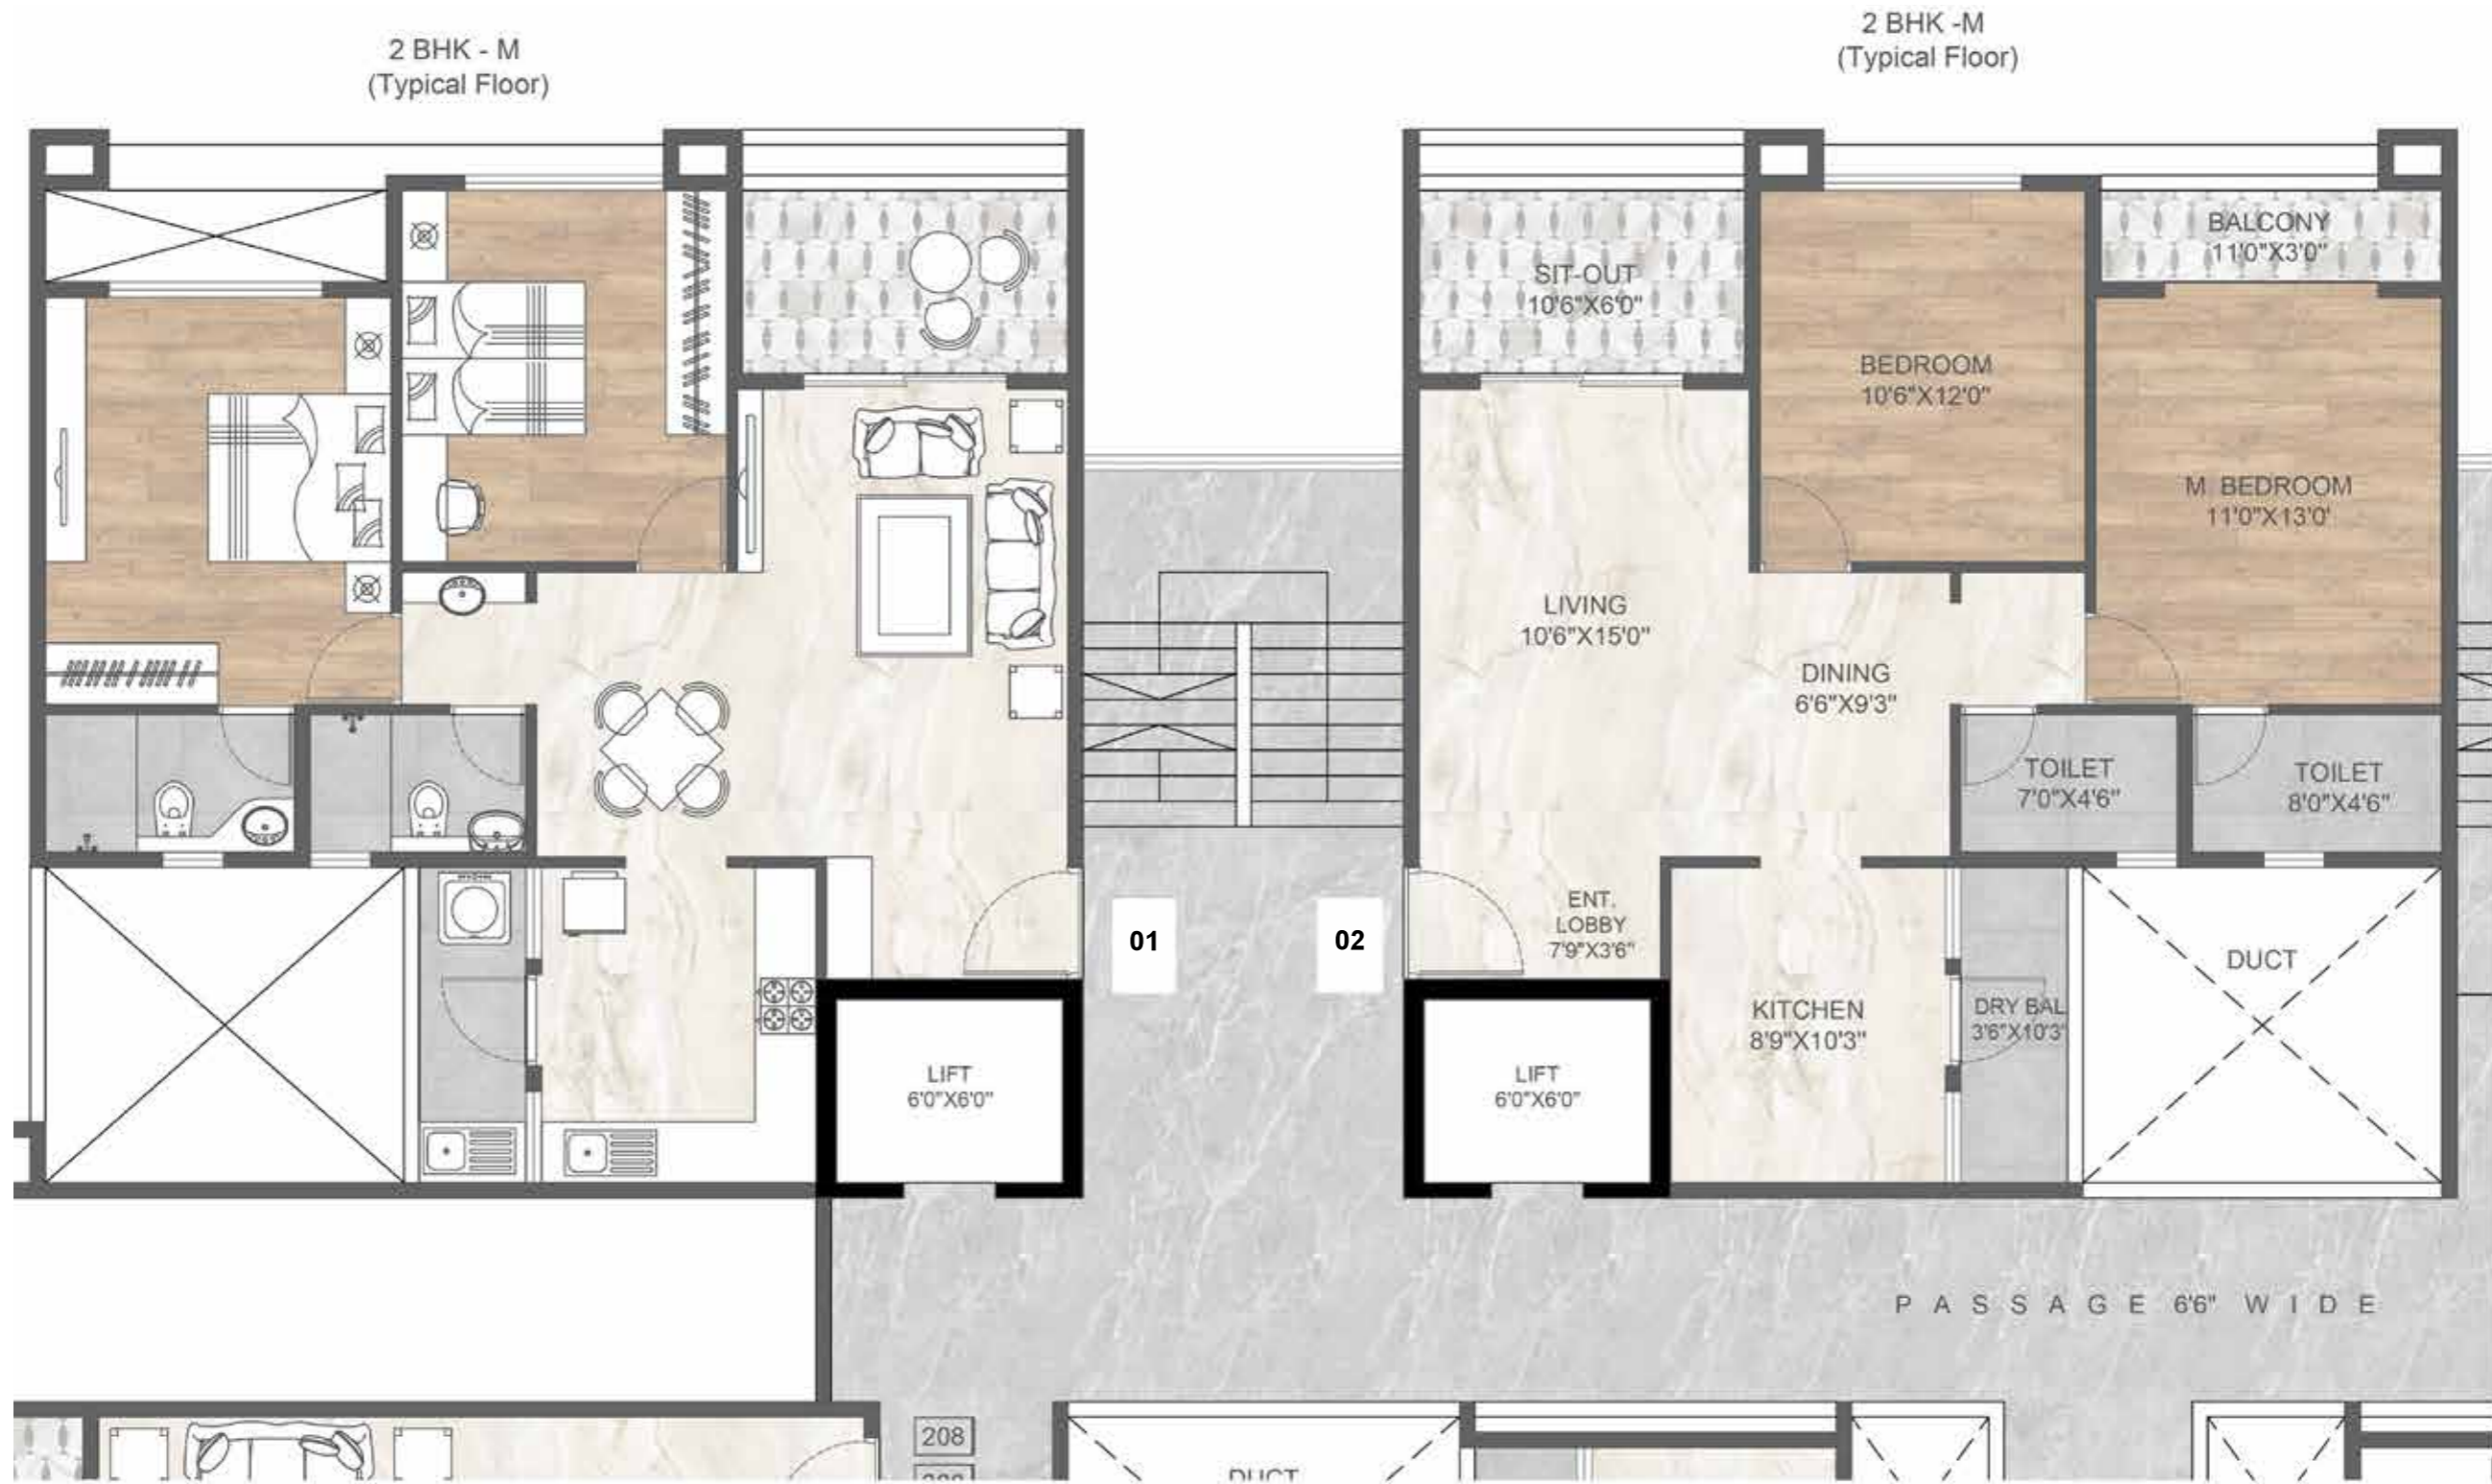 2 BHK - M
(Typical Floor)
2 BHK -M
(Typical Floor)
BALCONY
11'0"X3'0"
SIT-OUT
10'6"X6'0"
BEDROOM
10'6"X12'0"
M. BEDROOM
11'0"X13'0'
LIVING
10'6"X15'0"
DINING
6'6"X9'3"
TOILET
7'0"X4'6"
TOILET
8'0"X4'6"
ENT.
LOBBY
7'9"X3'6"
01
02
DUCT
KITCHEN
8'9"X10'3"
DRY BAL
3'6"X10'3'
LIFT
6'0"X6'0"
LIFT
6'0"X6'0"
PASSAGE 6'6" WIDE
208
DUCT